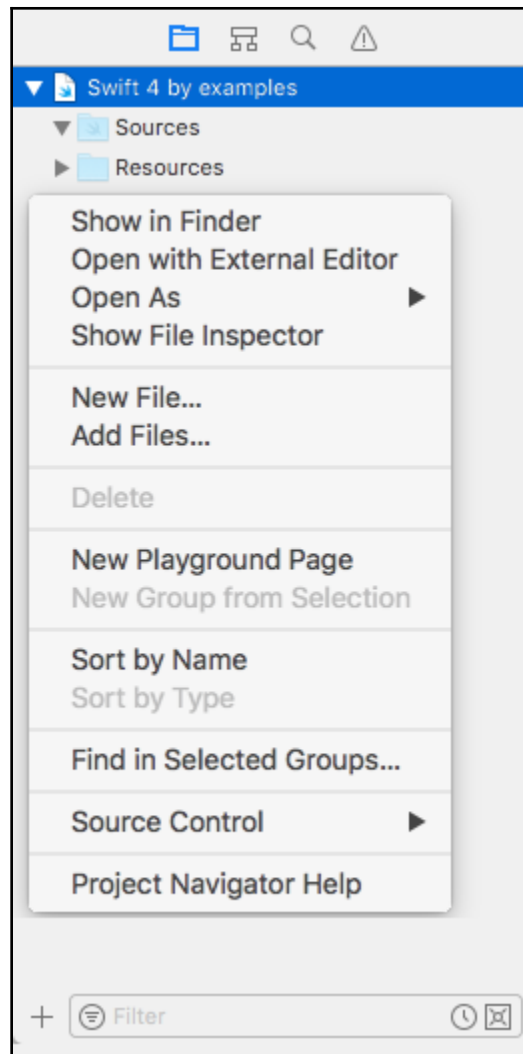 Swift 4 by examples
Sources
Resources
Show in Finder
Open with External Editor
Open As
Show File Inspector
New File...
Add Files...
Delete
New Playground Page
New Group from Selection
Sort by Name
Sort by Type
Find in Selected Groups...
Source Control
Project Navigator Help
Filter